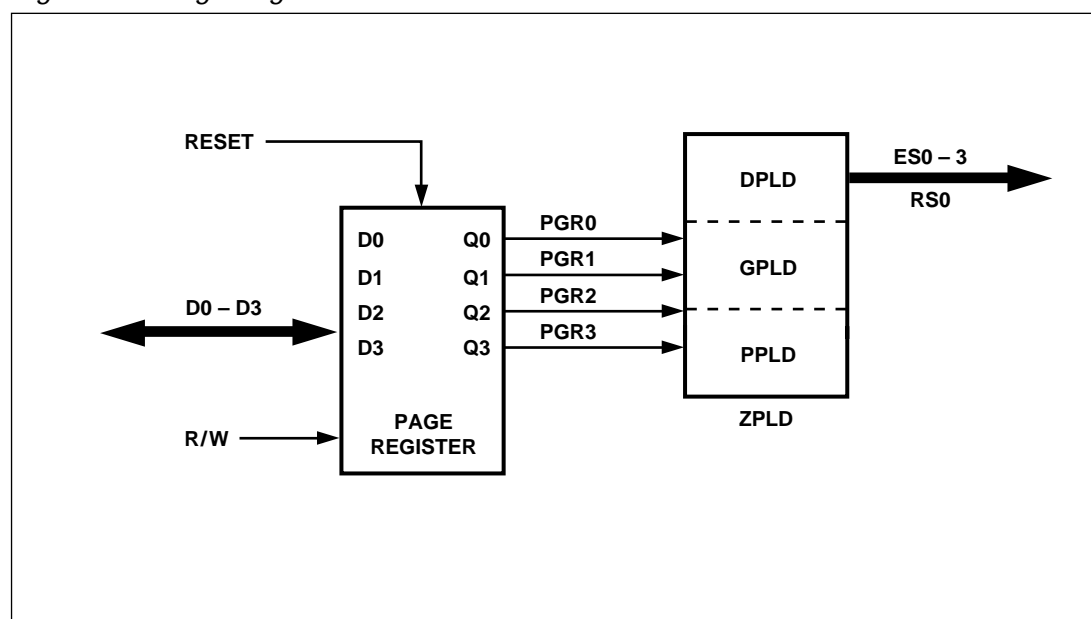 RESET
D0 Q0
D1 Q1
D2 Q2
D3 Q3
PAGE
REGISTER
D0 – D3
R/W
PGR0
PGR1
PGR2
PGR3
DPLD
GPLD
PPLD
ZPLD
ES0 – 3
RS0